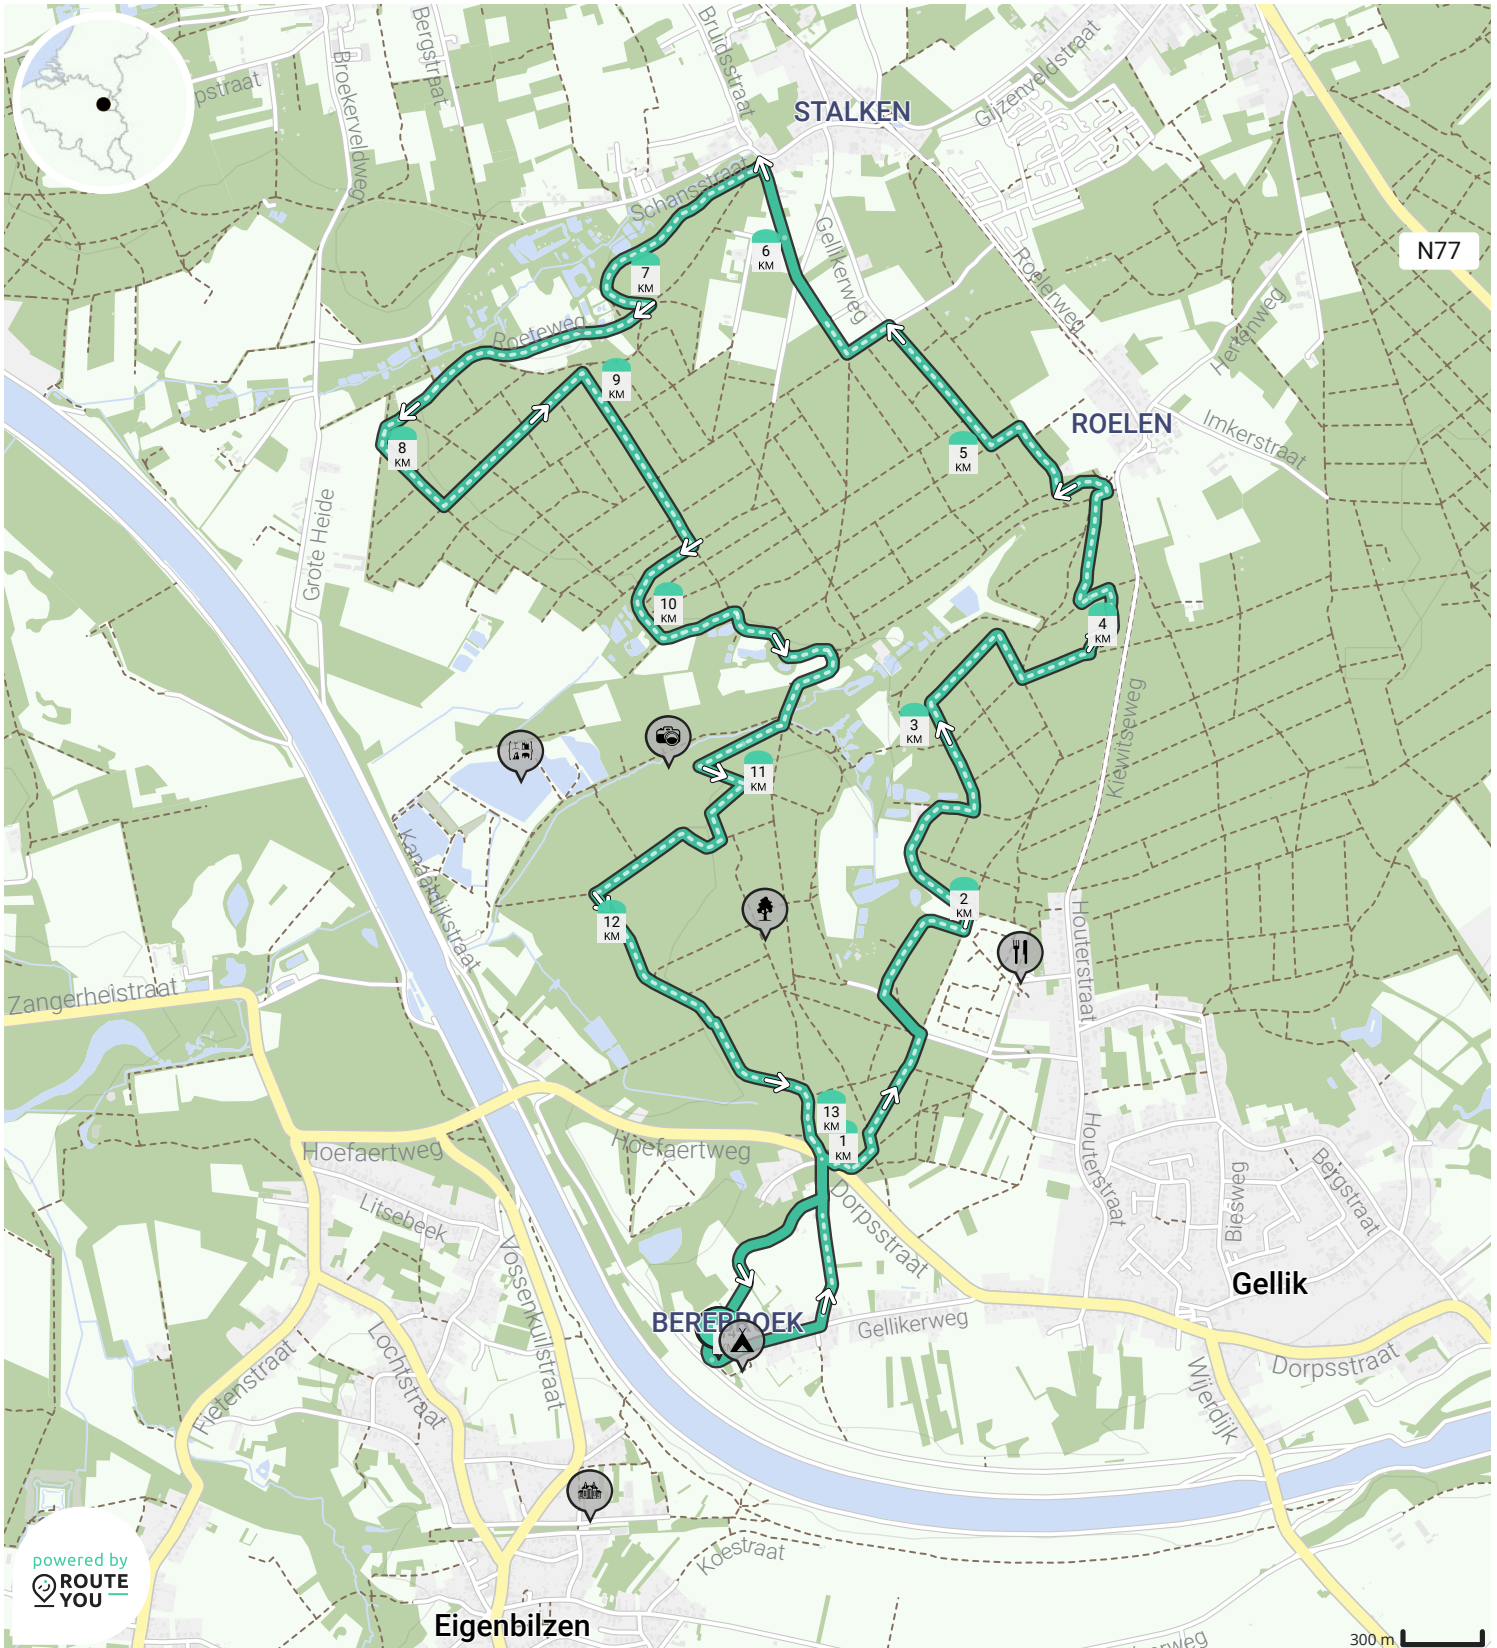 Bruidsstraat
Bergstraat
Broekerveldweg
pstraat
STALKEN
Gijzenveldstraat
Schansstraat
Gellikerweg
N77
6
KM
7
KM
Roelerweg
Hertenweg
Roeteweg
9
KM
ROELEN
Imkerstraat
8
KM
5
KM
Grote Heide
10
KM
4
KM
3
KM
Kiewitseweg
11
KM
Kanaaldijkstraat
2
KM
12
KM
Houterstraat
Zangerheistraat
13
KM
1
KM
Hoefaertweg
Hoefaertweg
Houterstraat
Biesweg
Bergstraat
Litsebeek
Dorpsstraat
Vossenkuilstraat
Gellik
BEREBROEK
Gellikerweg
Fietenstraat
Lochtstraat
Dorpsstraat
Wijerdijk
Koestraat
powered by
ROUTE
YOU
Eigenbilzen
300 m